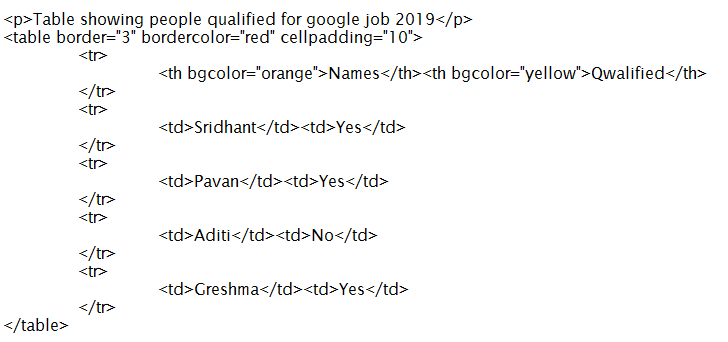 <p>Table showing people qualified for google job 2019</p>
<table border="3" bordercolor="red" cellpadding="10">
<tr>
<th bgcolor="orange">Names</th><th bgcolor="yellow">Qwalified</th>
</tr>
<tr>
<td>Sridhant</td><td>Yes</td>
</tr>
<tr>
<td>Pavan</td><td>Yes</td>
</tr>
<tr>
<td>Aditi</td><td>No</td>
</tr>
<tr>
<td>Greshma</td><td>Yes</td>
</tr>
</table>